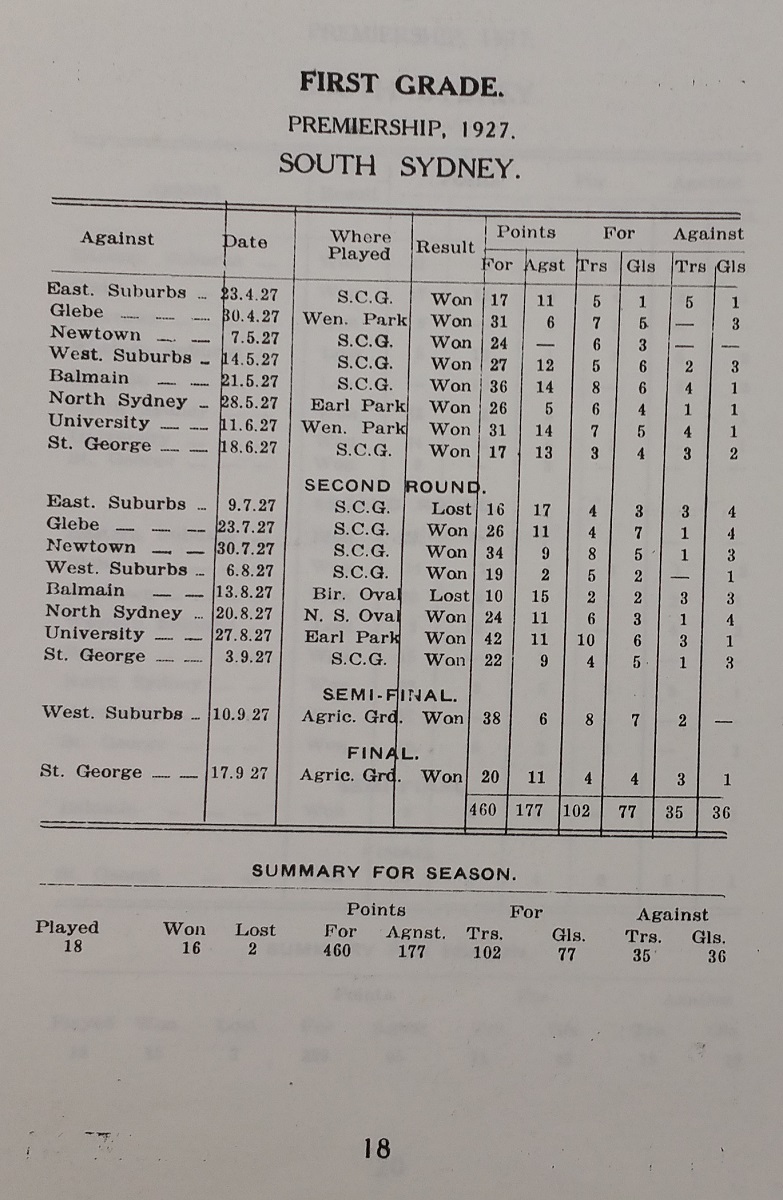 FIRST GRADE.
PREMIERSHIP, 1927.
SOUTH SYDNEY.
Against Date Where Played Result Points For Against
For Agst Trs Gls Trs Gls
East. Suburbs — 23.4.27 S.C.G. Won 17 11 5 1 5 1
Glebe — — — 30.4.27 Wen. Park Won 31 6 7 5 — 3
Newtown — — 7.5.27 S.C.G. Won 24 — 6 3 — —
West. Suburbs — 14.5.27 S.C.G. Won 27 12 5 6 2 3
Balmain — — 21.5.27 S.C.G. Won 36 14 8 6 4 1
North Sydney — 28.5.27 Earl Park Won 26 5 6 4 1 1
University — — 11.6.27 Wen. Park Won 31 14 7 5 4 1
St. George — — 18.6.27 S.C.G. Won 17 13 3 4 3 2
SECOND ROUND.
East. Suburbs — 9.7.27 S.C.G. Lost 16 17 4 3 3 4
Glebe — — — 23.7.27 S.C.G. Won 26 11 4 7 1 4
Newtown — — 30.7.27 S.C.G. Won 34 9 8 5 1 3
West. Suburbs — 6.8.27 S.C.G. Won 19 2 5 2 — 1
Balmain — — 13.8.27 Bir. Oval Lost 10 15 2 2 3 3
North Sydney — 20.8.27 N. S. Oval Won 24 11 6 3 1 4
University — — 27.8.27 Earl Park Won 42 11 10 6 3 1
St. George — — 3.9.27 S.C.G. Won 22 9 4 5 1 3
SEMI-FINAL.
West. Suburbs — 10.9 27 Agric. Grd. Won 38 6 8 7 2 —
FINAL.
St. George — — 17.9 27 Agric. Grd. Won 20 11 4 4 3 1
460 177 102 77 35 36
SUMMARY FOR SEASON.
Points For Against
Played Won Lost For Agnst. Trs. Gls. Trs. Gls.
18 16 2 460 177 102 77 35 36
18